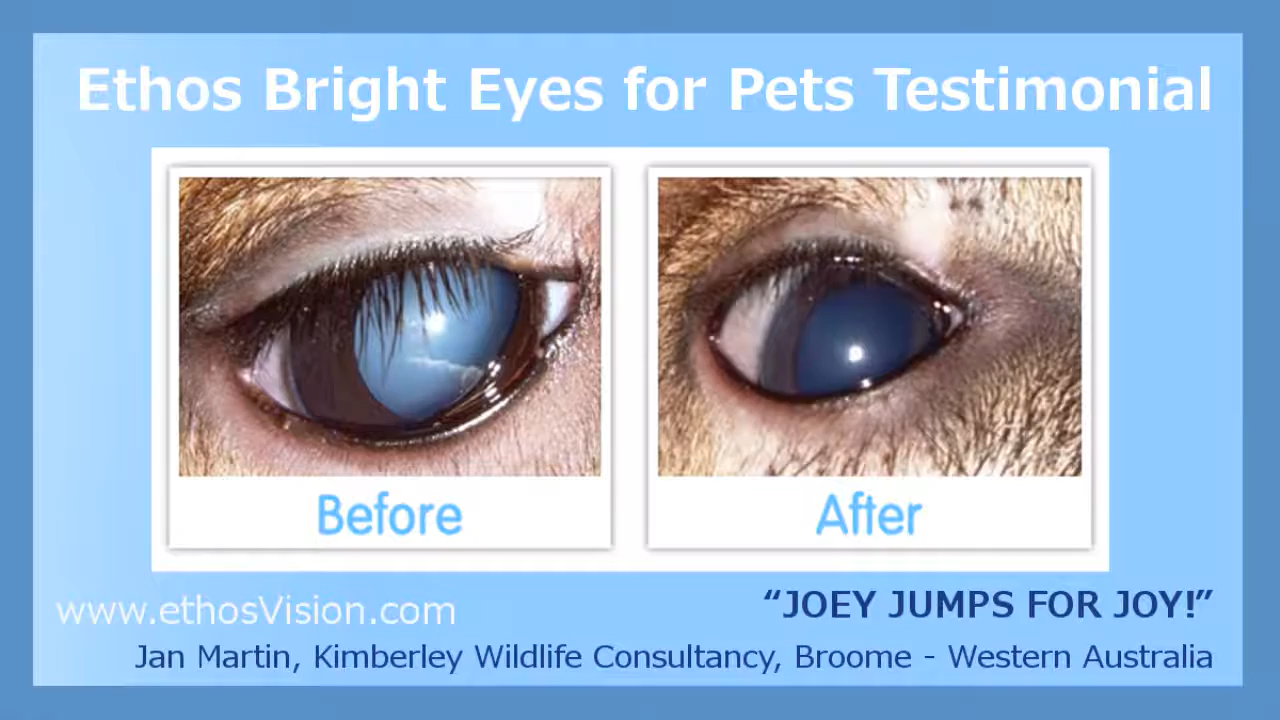 Ethos Bright Eyes for Pets Testimonial
Before
After
www.ethosVision.com
“JOEY JUMPS FOR JOY!”
Jan Martin, Kimberley Wildlife Consultancy, Broome - Western Australia